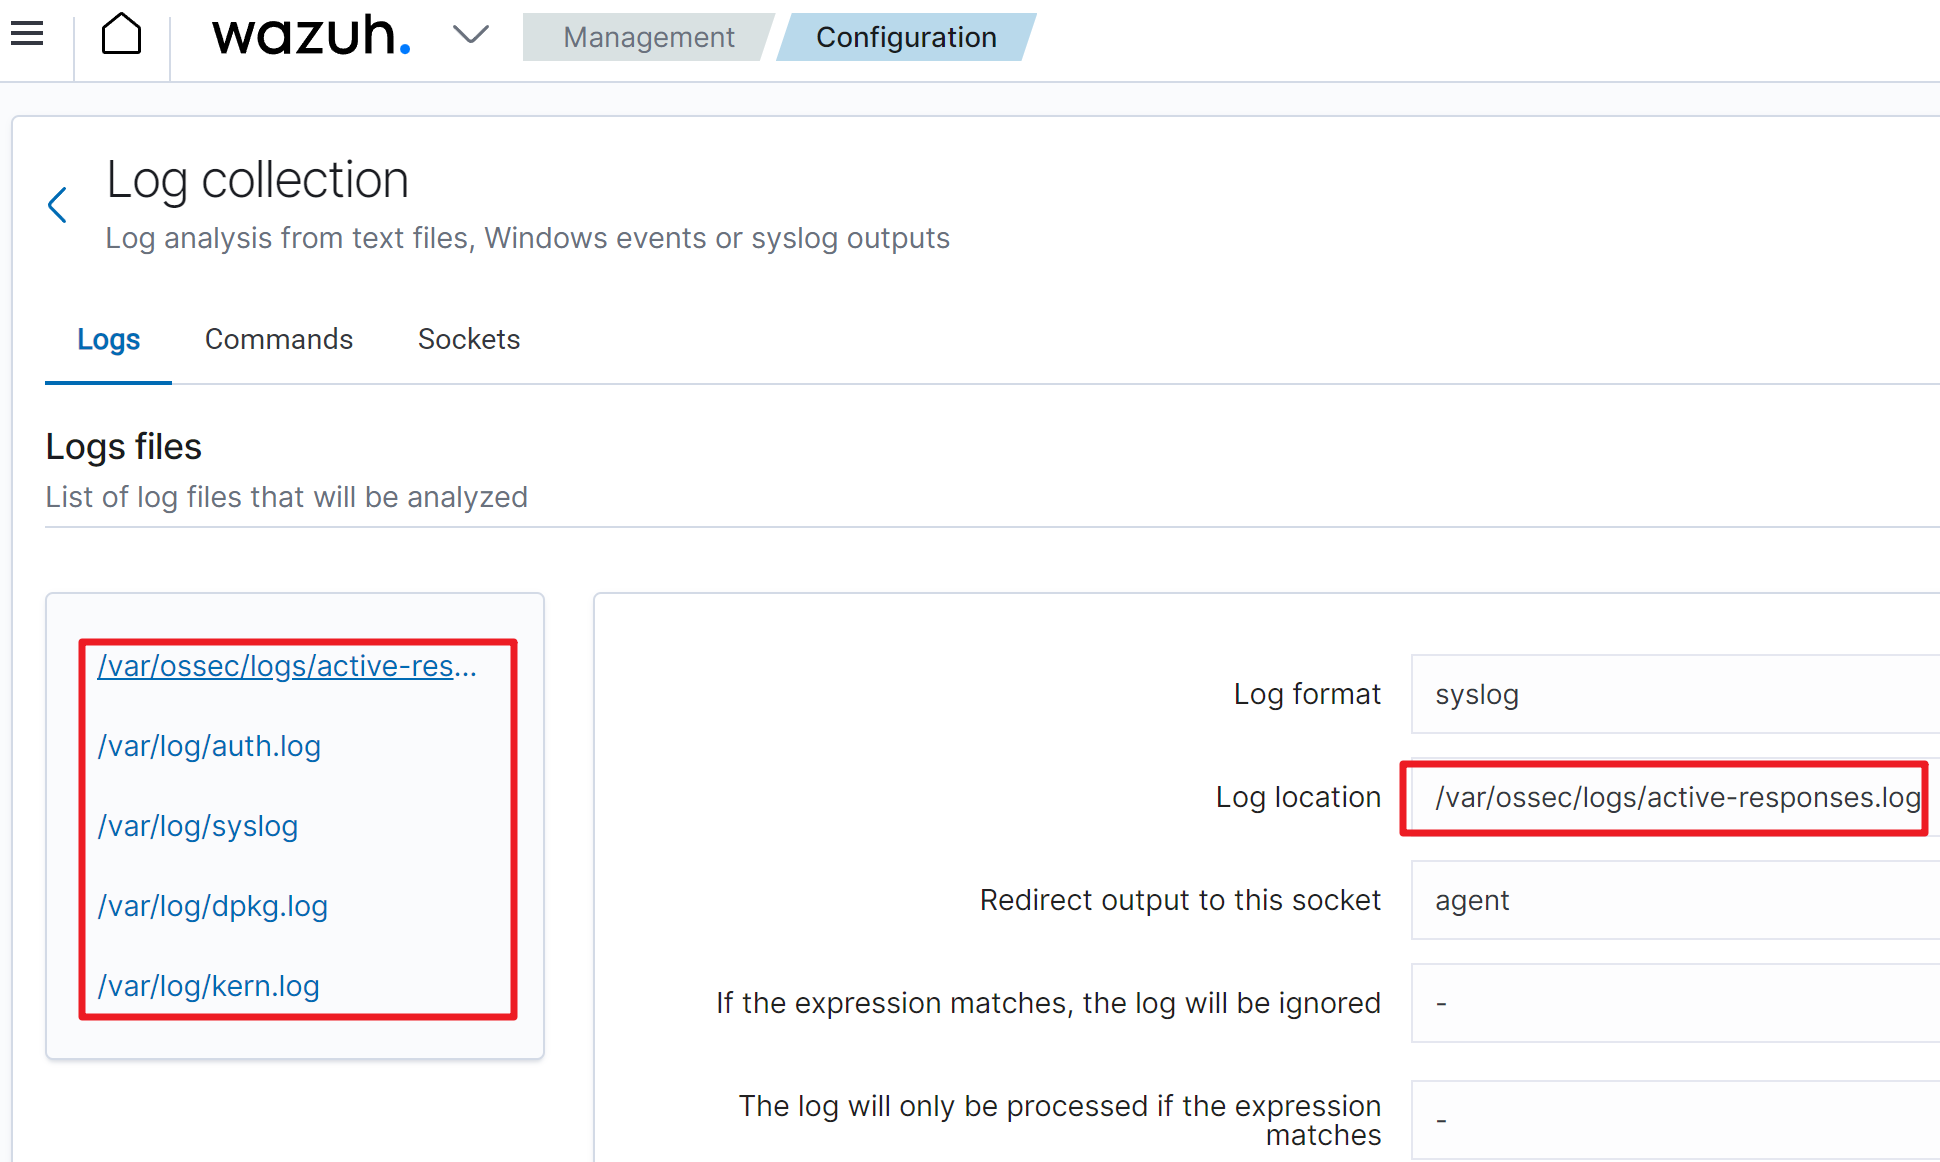 wazuh.
Management
Configuration
Log collection
Log analysis from text files, Windows events or syslog outputs
Logs
Commands
Sockets
Logs files
List of log files that will be analyzed
/var/ossec/logs/active-res...
/var/log/auth.log
/var/log/syslog
/var/log/dpkg.log
/var/log/kern.log
Log format
syslog
Log location
/var/ossec/logs/active-responses.log
Redirect output to this socket
agent
If the expression matches, the log will be ignored
-
The log will only be processed if the expression
matches
-